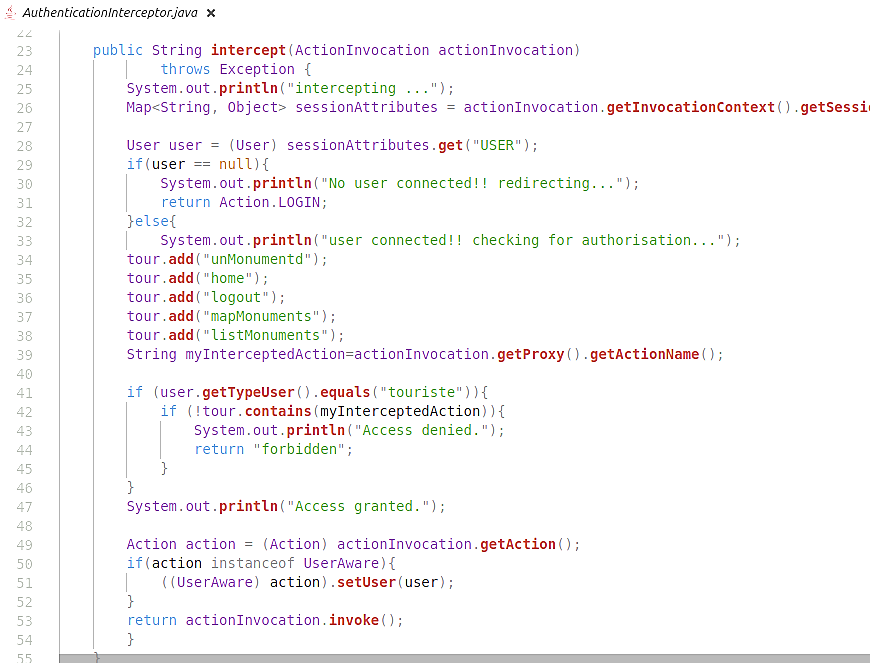 AuthenticationInterceptor.java ×
22
23 public String intercept(ActionInvocation actionInvocation)
24 throws Exception {
25 System.out.println("intercepting ...");
26 Map<String, Object> sessionAttributes = actionInvocation.getInvocationContext().getSessi
27
28 User user = (User) sessionAttributes.get("USER");
29 if(user == null){
30 System.out.println("No user connected!! redirecting...");
31 return Action.LOGIN;
32 }else{
33 System.out.println("user connected!! checking for authorisation...");
34 tour.add("unMonumentd");
35 tour.add("home");
36 tour.add("logout");
37 tour.add("mapMonuments");
38 tour.add("listMonuments");
39 String myInterceptedAction=actionInvocation.getProxy().getActionName();
40
41 if (user.getTypeUser().equals("touriste")){
42 if (!tour.contains(myInterceptedAction)){
43 System.out.println("Access denied.");
44 return "forbidden";
45 }
46 }
47 System.out.println("Access granted.");
48
49 Action action = (Action) actionInvocation.getAction();
50 if(action instanceof UserAware){
51 ((UserAware) action).setUser(user);
52 }
53 return actionInvocation.invoke();
54 }
55 }